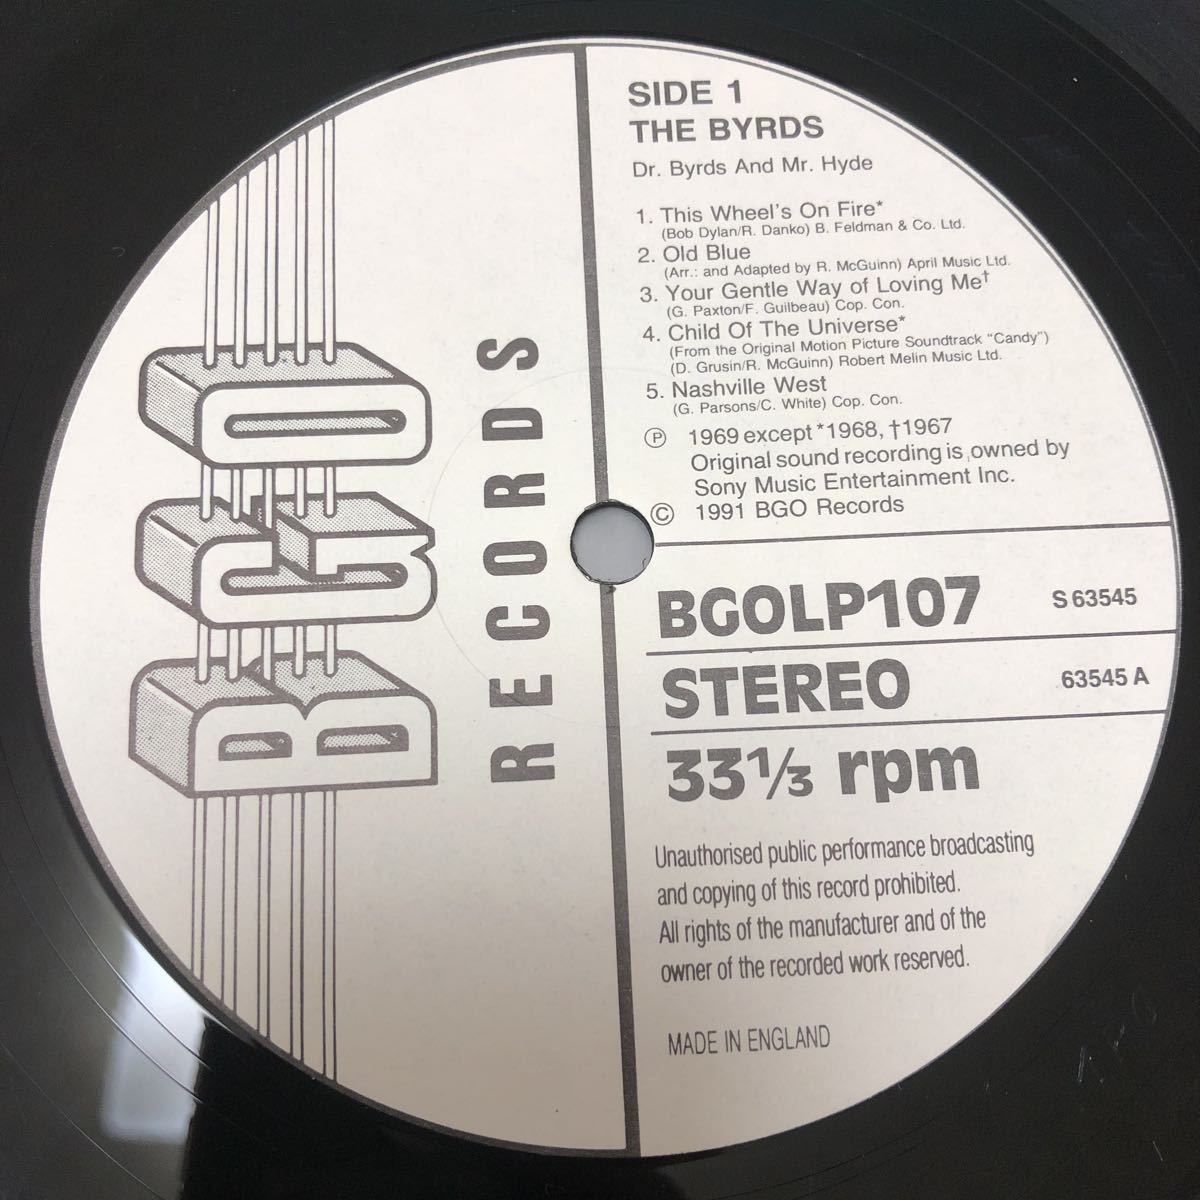 BGO
RECORDS
SIDE 1
THE BYRDS
Dr. Byrds And Mr. Hyde
1. This Wheel's On Fire*
(Bob Dylan/R. Danko) B. Feldman & Co. Ltd.
2. Old Blue
(Arr.: and Adapted by R. McGuinn) April Music Ltd.
3. Your Gentle Way of Loving Me†
(G. Paxton/F. Guilbeau) Cop. Con.
4. Child Of The Universe*
(From the Original Motion Picture Soundtrack "Candy")
(D. Grusin/R. McGuinn) Robert Melin Music Ltd.
5. Nashville West
(G. Parsons/C. White) Cop. Con.
℗ 1969 except *1968, †1967
Original sound recording is owned by
Sony Music Entertainment Inc.
© 1991 BGO Records
BGOLP107 S 63545
STEREO 63545 A
33⅓ rpm
Unauthorised public performance broadcasting
and copying of this record prohibited.
All rights of the manufacturer and of the
owner of the recorded work reserved.
MADE IN ENGLAND